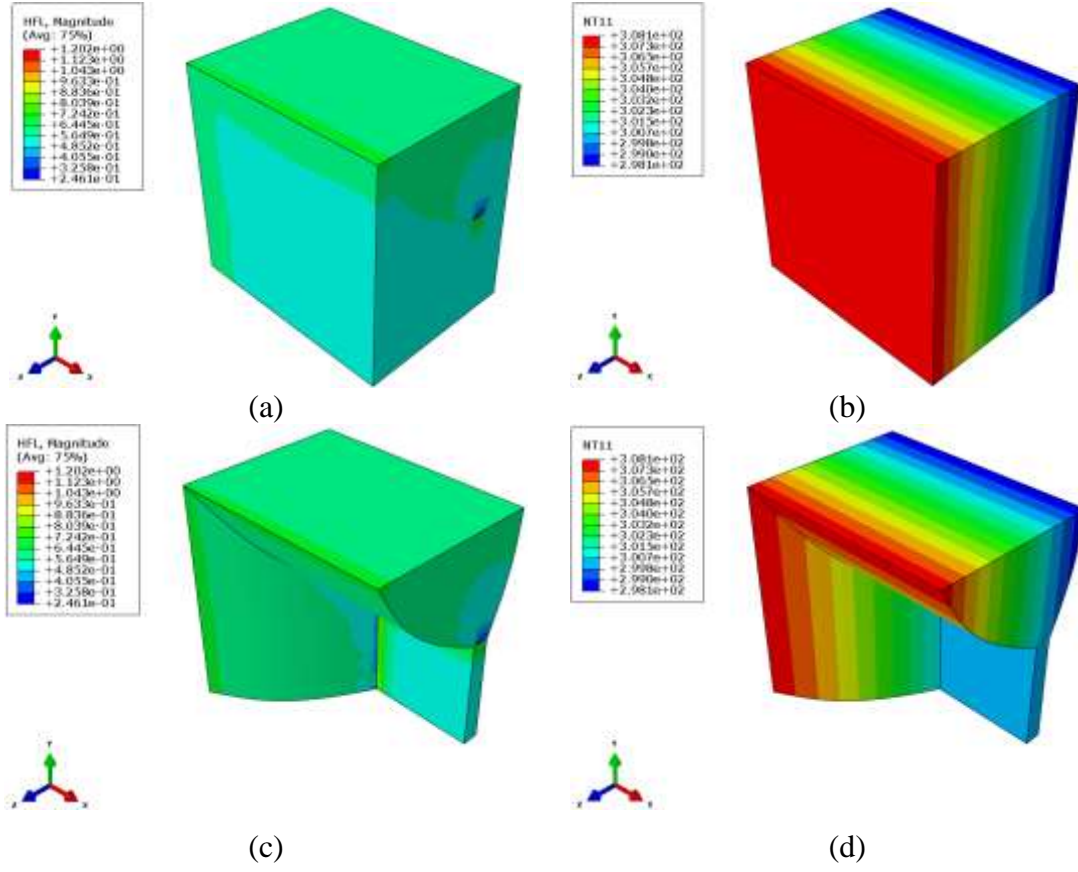 HFL, Magnitude
(Avg: 75%)
+1.202e+00
+1.123e+00
+1.043e+00
+9.633e-01
+8.836e-01
+8.039e-01
+7.242e-01
+6.445e-01
+5.649e-01
+4.852e-01
+4.055e-01
+3.258e-01
+2.461e-01
Y
Z
X
(a)
NT11
+3.081e+02
+3.073e+02
+3.065e+02
+3.057e+02
+3.048e+02
+3.040e+02
+3.032e+02
+3.023e+02
+3.015e+02
+3.007e+02
+2.998e+02
+2.990e+02
+2.981e+02
Y
Z
X
(b)
HFL, Magnitude
(Avg: 75%)
+1.202e+00
+1.123e+00
+1.043e+00
+9.633e-01
+8.836e-01
+8.039e-01
+7.242e-01
+6.445e-01
+5.649e-01
+4.852e-01
+4.055e-01
+3.258e-01
+2.461e-01
Y
Z
X
(c)
NT11
+3.081e+02
+3.073e+02
+3.065e+02
+3.057e+02
+3.048e+02
+3.040e+02
+3.032e+02
+3.023e+02
+3.015e+02
+3.007e+02
+2.998e+02
+2.990e+02
+2.981e+02
Y
Z
X
(d)